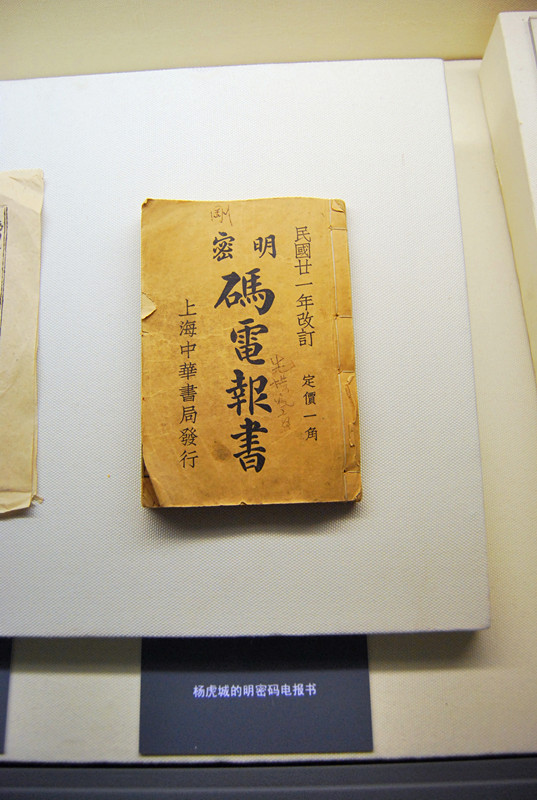 民國廿一年改訂
定價一角
明密
碼電報書
上海中華書局發行
剛
杨虎城的明密码电报书